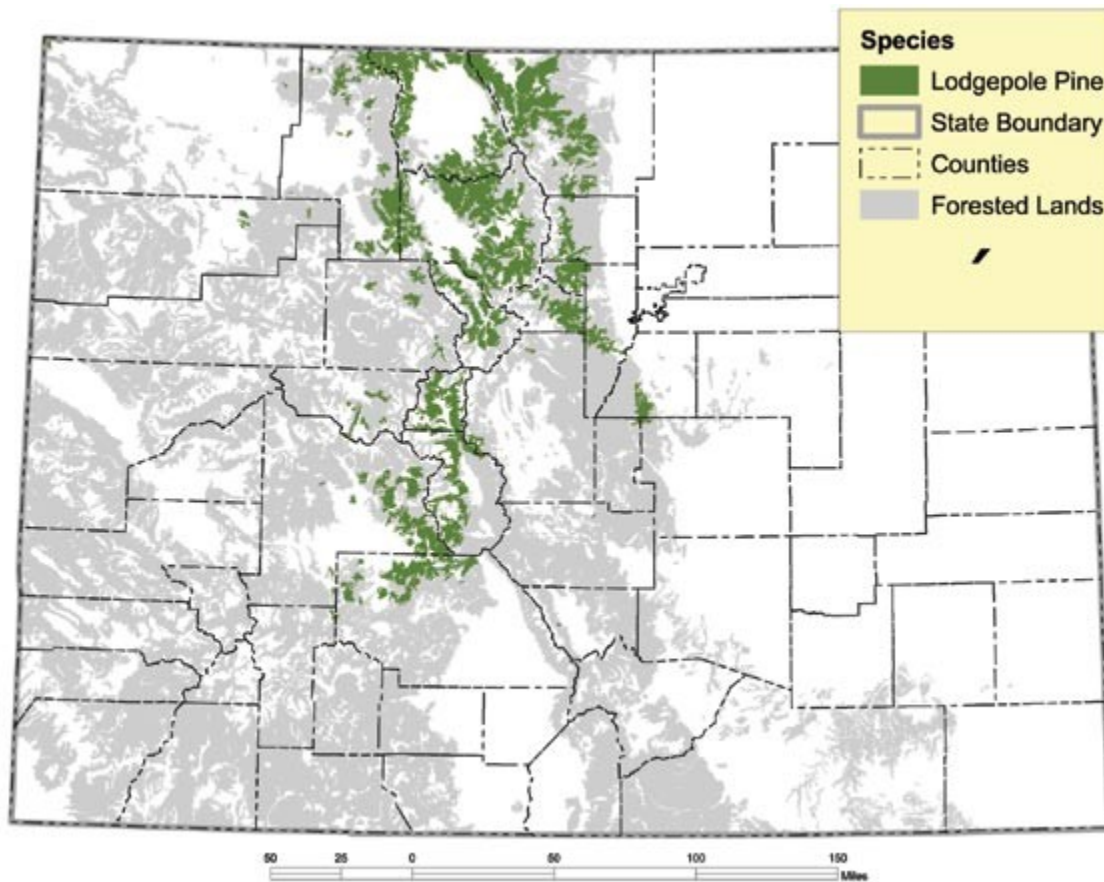 Species
Lodgepole Pine
State Boundary
Counties
Forested Lands
50 25 0 50 100 150
Miles